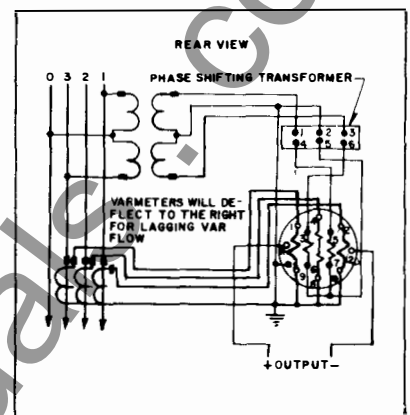 REAR VIEW
0 3 2 1
PHASE SHIFTING TRANSFORMER
1 2 3
4 5 6
VARMETERS WILL DE-
FLECT TO THE RIGHT
FOR LAGGING VAR
FLOW
+OUTPUT-